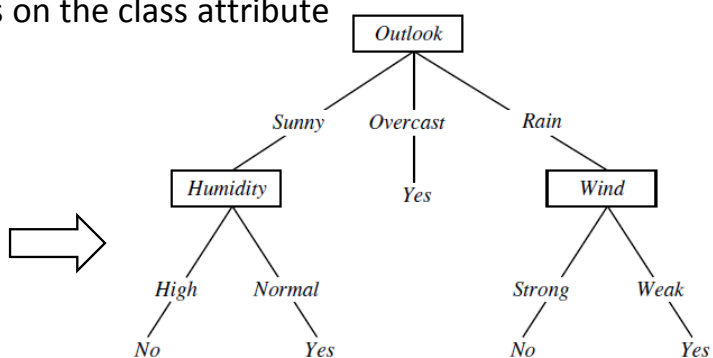 s on the class attribute
Outlook
Sunny Overcast Rain
Humidity Yes Wind
High Normal Strong Weak
No Yes No Yes